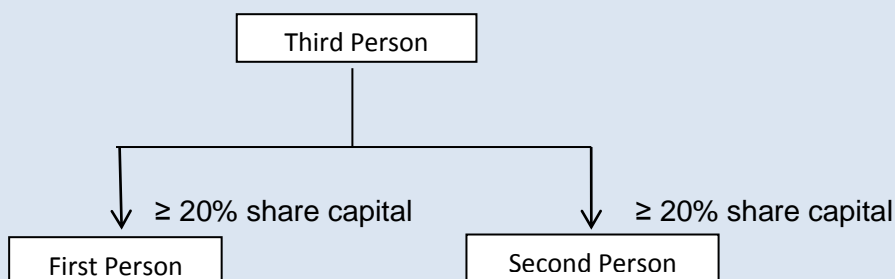 Third Person
≥ 20% share capital
≥ 20% share capital
First Person
Second Person